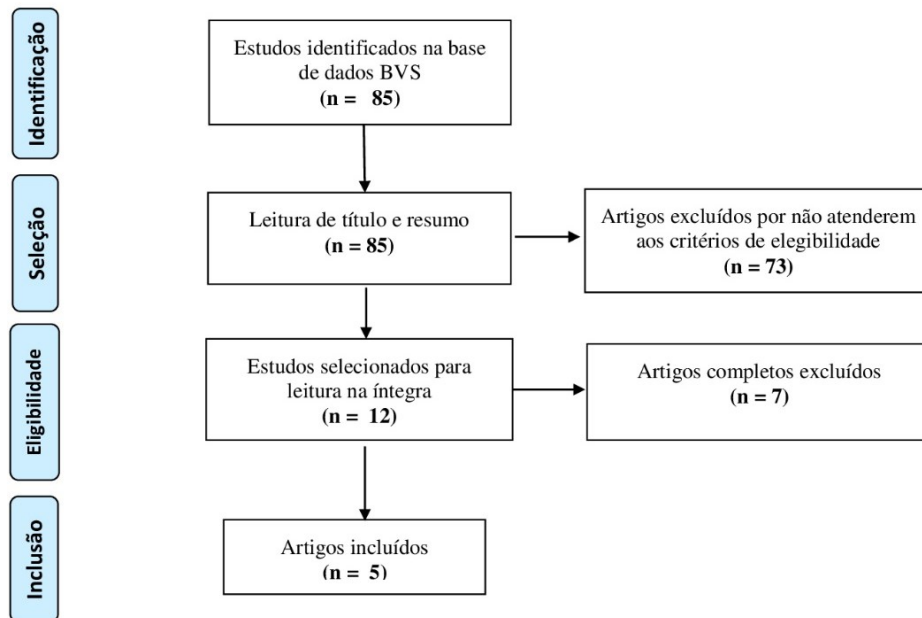 Identificação
Estudos identificados na base
de dados BVS
(n = 85)
Seleção
Leitura de título e resumo
(n = 85)
Artigos excluídos por não atenderem
aos critérios de elegibilidade
(n = 73)
Eligibilidade
Estudos selecionados para
leitura na íntegra
(n = 12)
Artigos completos excluídos
(n = 7)
Inclusão
Artigos incluídos
(n = 5)